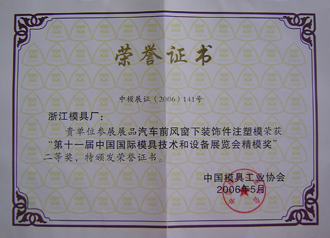 荣誉证书
中模展证（2006）141号
浙江模具厂：
贵单位参展展品汽车前风窗下装饰件注塑模荣获
“第十一届中国国际模具技术和设备展览会精模奖”
二等奖，特颁发荣誉证书。
中国模具工业协会
2006年5月